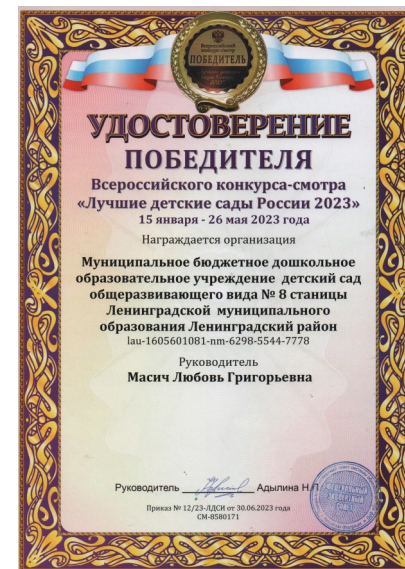 Всероссийский
конкурс-смотр
ПОБЕДИТЕЛЬ
УДОСТОВЕРЕНИЕ
ПОБЕДИТЕЛЯ
Всероссийского конкурса-смотра
«Лучшие детские сады России 2023»
15 января - 26 мая 2023 года
Награждается организация
Муниципальное бюджетное дошкольное
образовательное учреждение детский сад
общеразвивающего вида № 8 станицы
Ленинградской муниципального
образования Ленинградский район
lau-1605601081-nm-6298-5544-7778
Руководитель
Масич Любовь Григорьевна
Руководитель Адылина Н.П
Приказ № 12/23-ЛДСИ от 30.06.2023 года
СМ-8580171
ФЕДЕРАЛЬНЫЙ
ЭКСПЕРТНЫЙ
СОВЕТ